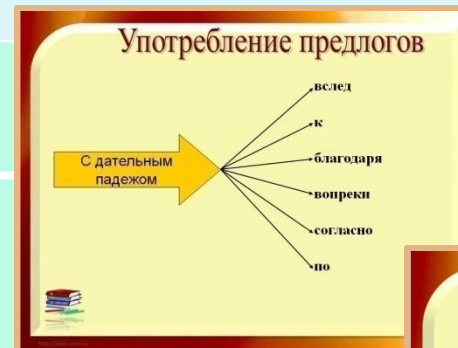 Употребление предлогов
С дательным
падежом
вслед
к
благодаря
вопреки
согласно
по